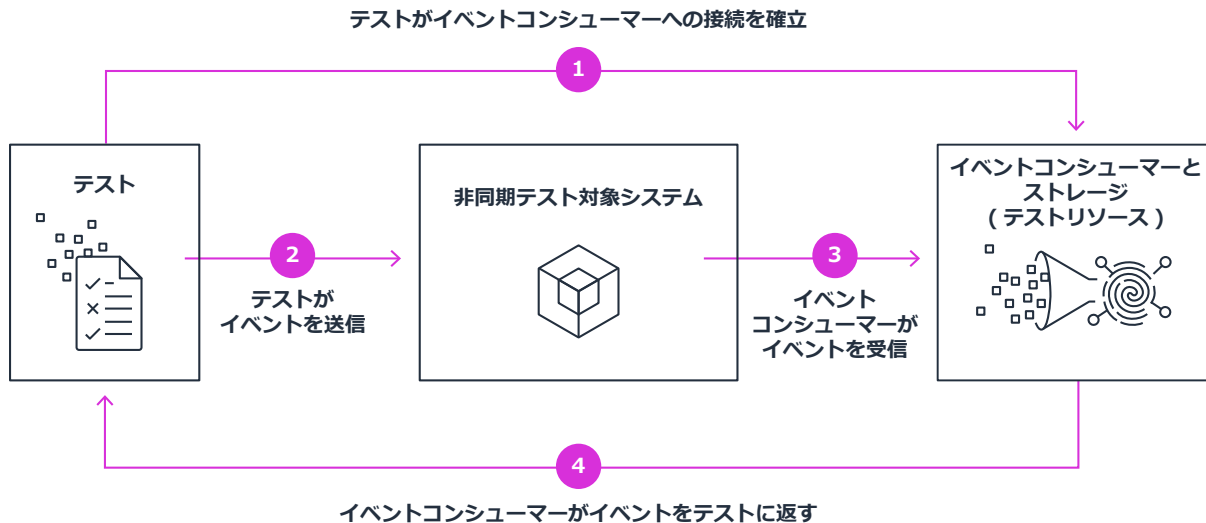 テストがイベントコンシューマーへの接続を確立
1
テスト
2
テストが
イベントを送信
非同期テスト対象システム
3
イベント
コンシューマーが
イベントを受信
イベントコンシューマーと
ストレージ
( テストリソース )
4
イベントコンシューマーがイベントをテストに返す